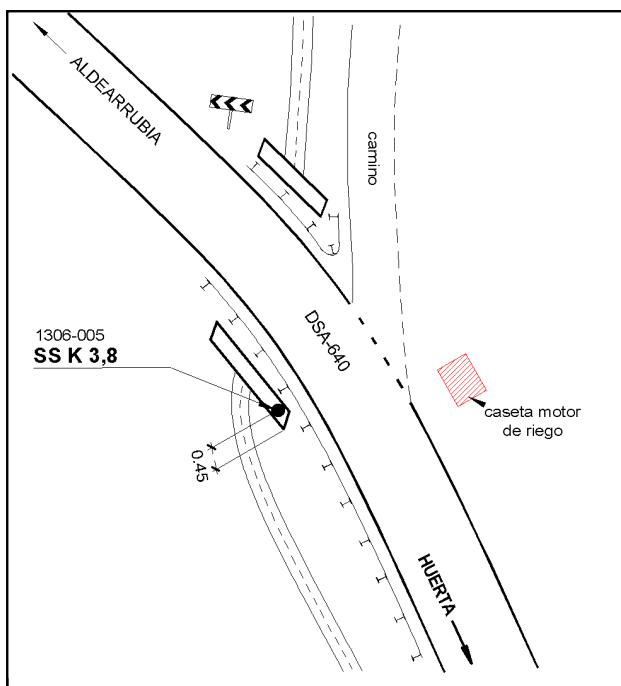 ALDEARRUBIA
camino
1306-005
SS K 3,8
DSA-640
caseta motor
de riego
0.45
HUERTA